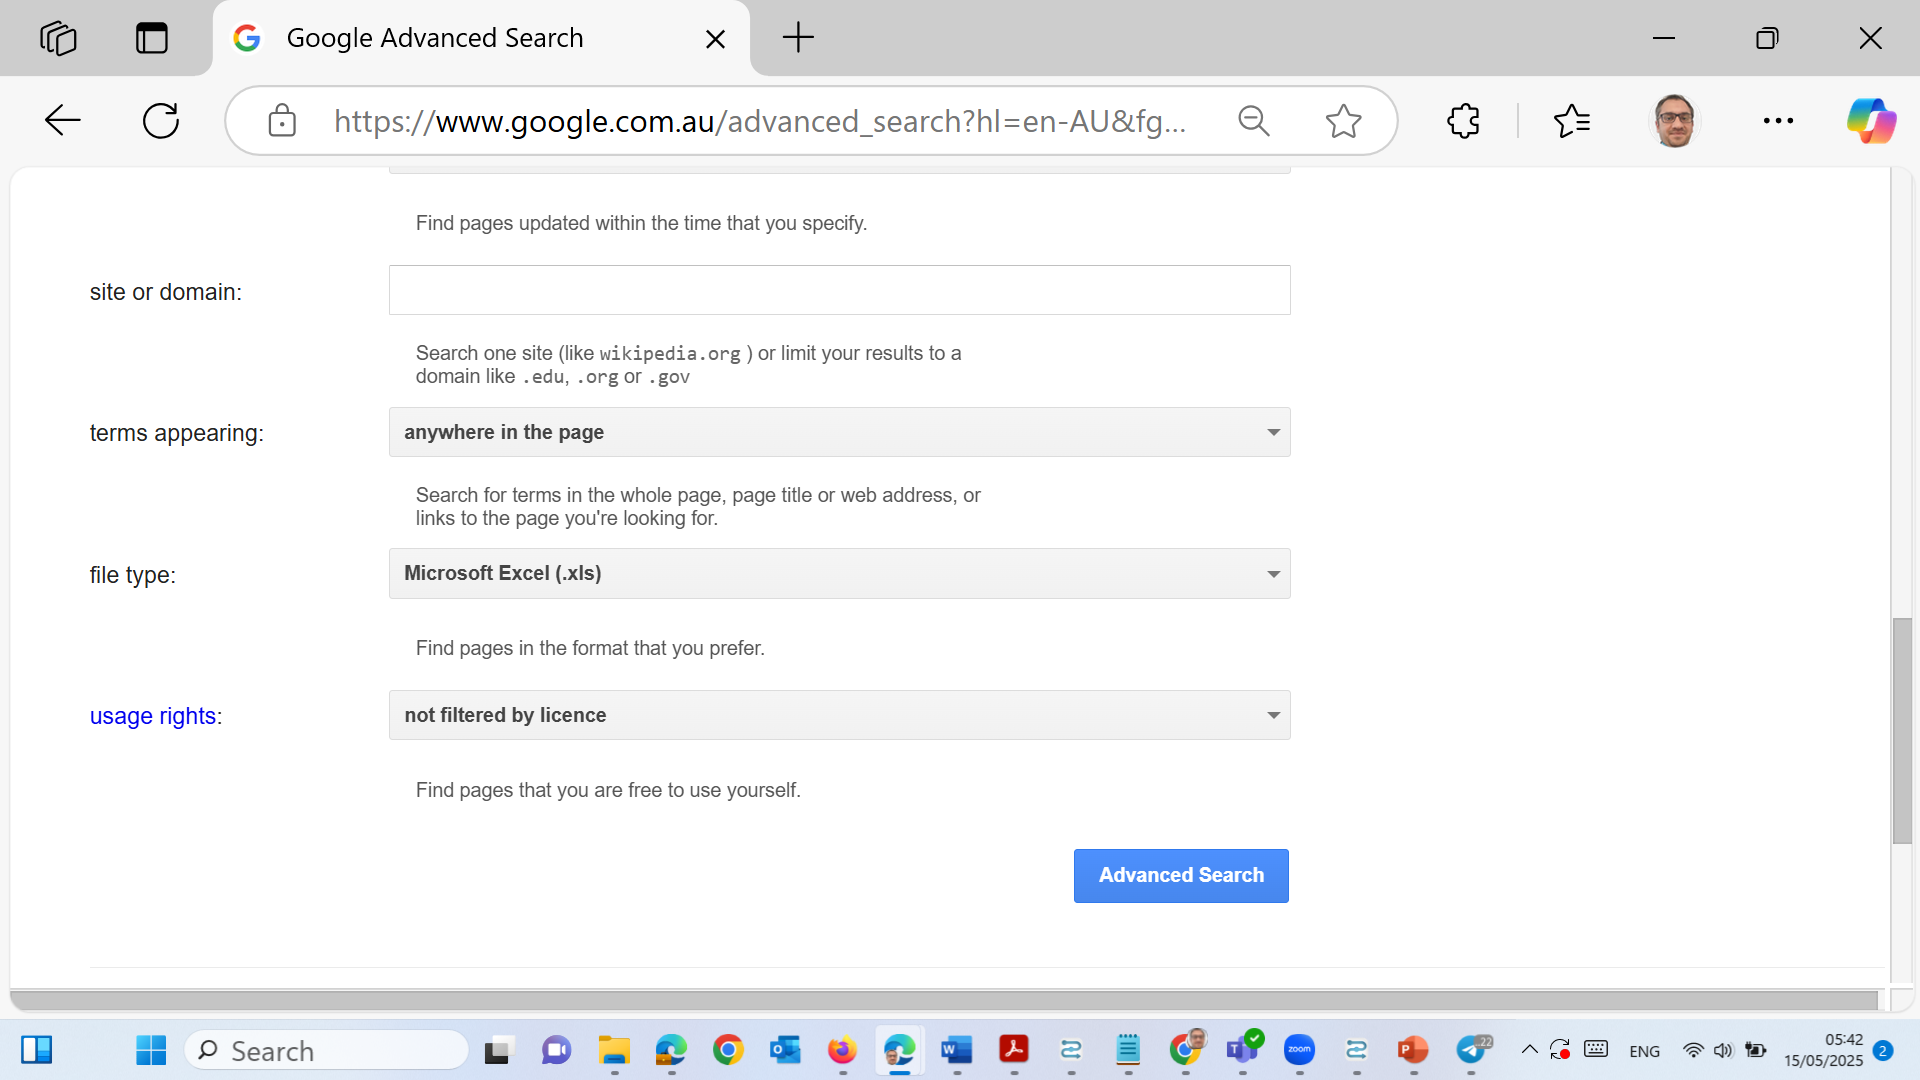 Google Advanced Search
https://www.google.com.au/advanced_search?hl=en-AU&fg...
Find pages updated within the time that you specify.
site or domain:
Search one site (like wikipedia.org ) or limit your results to a
domain like .edu, .org or .gov
terms appearing:
anywhere in the page
Search for terms in the whole page, page title or web address, or
links to the page you're looking for.
file type:
Microsoft Excel (.xls)
Find pages in the format that you prefer.
usage rights:
not filtered by licence
Find pages that you are free to use yourself.
Advanced Search
Search
zoom
22
ENG
05:42
15/05/2025
2